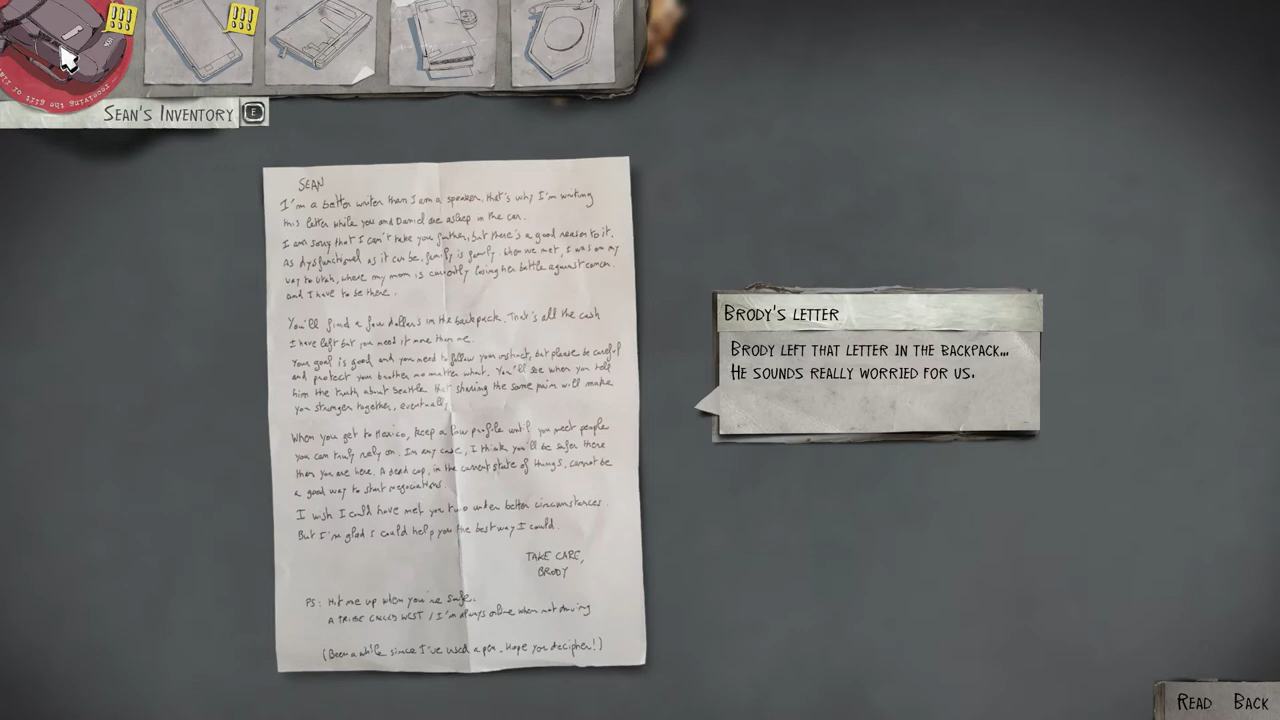 receiving the gift of
SEAN'S INVENTORY
E
SEAN
I'm a better writer than I am a speaker. that's why I'm writing
this letter while you and Daniel are asleep in the car.
I am sorry that I can't take you further, but there's a good reason to it.
As dysfunctional as it can be, family is family. When we met, I was on my
way to Utah, where my mom is currently losing her battle against cancer.
and I have to be there.
You'll find a few dollars in the backpack. That's all the cash
I have left but you need it more than me.
Your goal is good and you need to follow your instinct, but please be careful
and protect your brother no matter what. You'll see when you tell
him the truth about Seattle that sharing the same pain will make
you stronger together, eventually.
When you get to Mexico, keep a low profile until you meet people
you can truly rely on. In any case, I think you'll be safer there
than you are here. A dead cop, in the current state of things, cannot be
a good way to start negociations.
I wish I could have met you two under better circumstances.
But I'm glad I could help you the best way I could.
TAKE CARE,
BRODY
PS: Hit me up when you're safe.
A TRIBE CALLED WEST / I'm always online when not driving
(Been a while since I've used a pen. Hope you decipher!)
BRODY'S LETTER
BRODY LEFT THAT LETTER IN THE BACKPACK...
HE SOUNDS REALLY WORRIED FOR US.
READ BACK